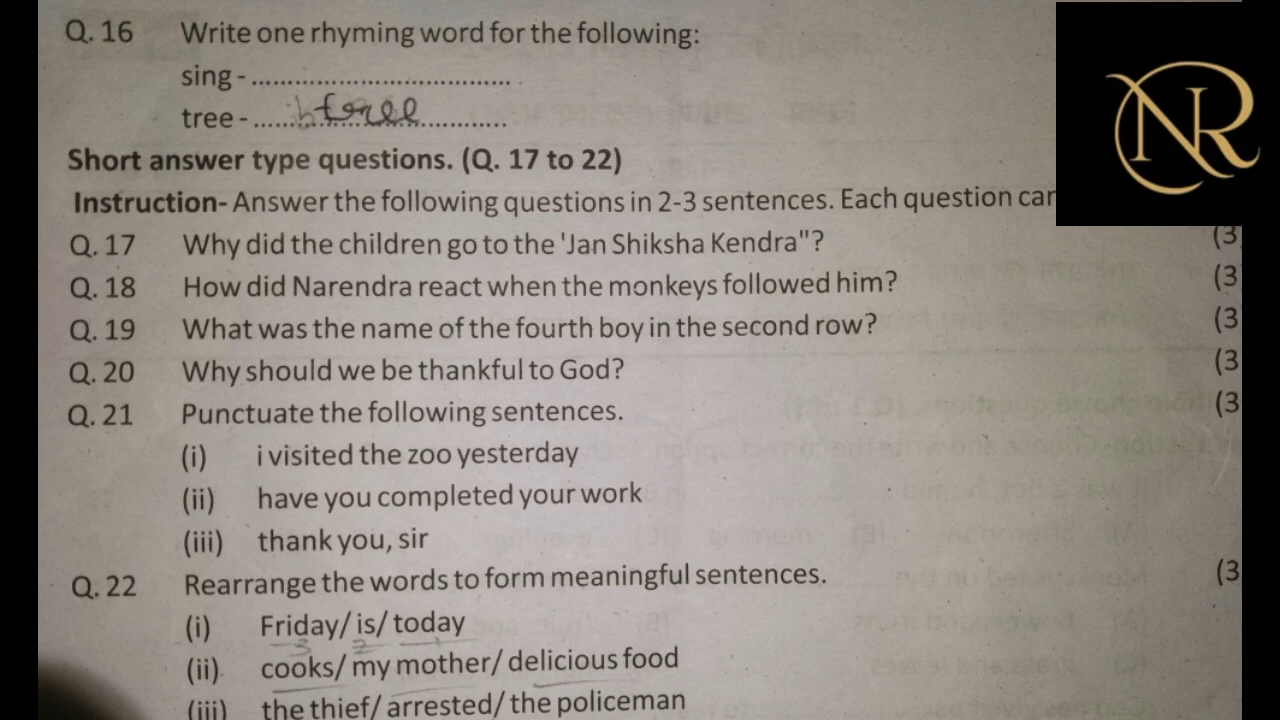 Q. 16 Write one rhyming word for the following:
sing - ..................................
tree - ......free..................
Short answer type questions. (Q. 17 to 22)
Instruction- Answer the following questions in 2-3 sentences. Each question car
Q. 17 Why did the children go to the 'Jan Shiksha Kendra"? (3
Q. 18 How did Narendra react when the monkeys followed him? (3
Q. 19 What was the name of the fourth boy in the second row? (3
Q. 20 Why should we be thankful to God? (3
Q. 21 Punctuate the following sentences. (3
(i) i visited the zoo yesterday
(ii) have you completed your work
(iii) thank you, sir
Q. 22 Rearrange the words to form meaningful sentences. (3
(i) Friday/ is/ today
3 2 1
(ii) cooks/ my mother/ delicious food
(iii) the thief/ arrested/ the policeman
NR